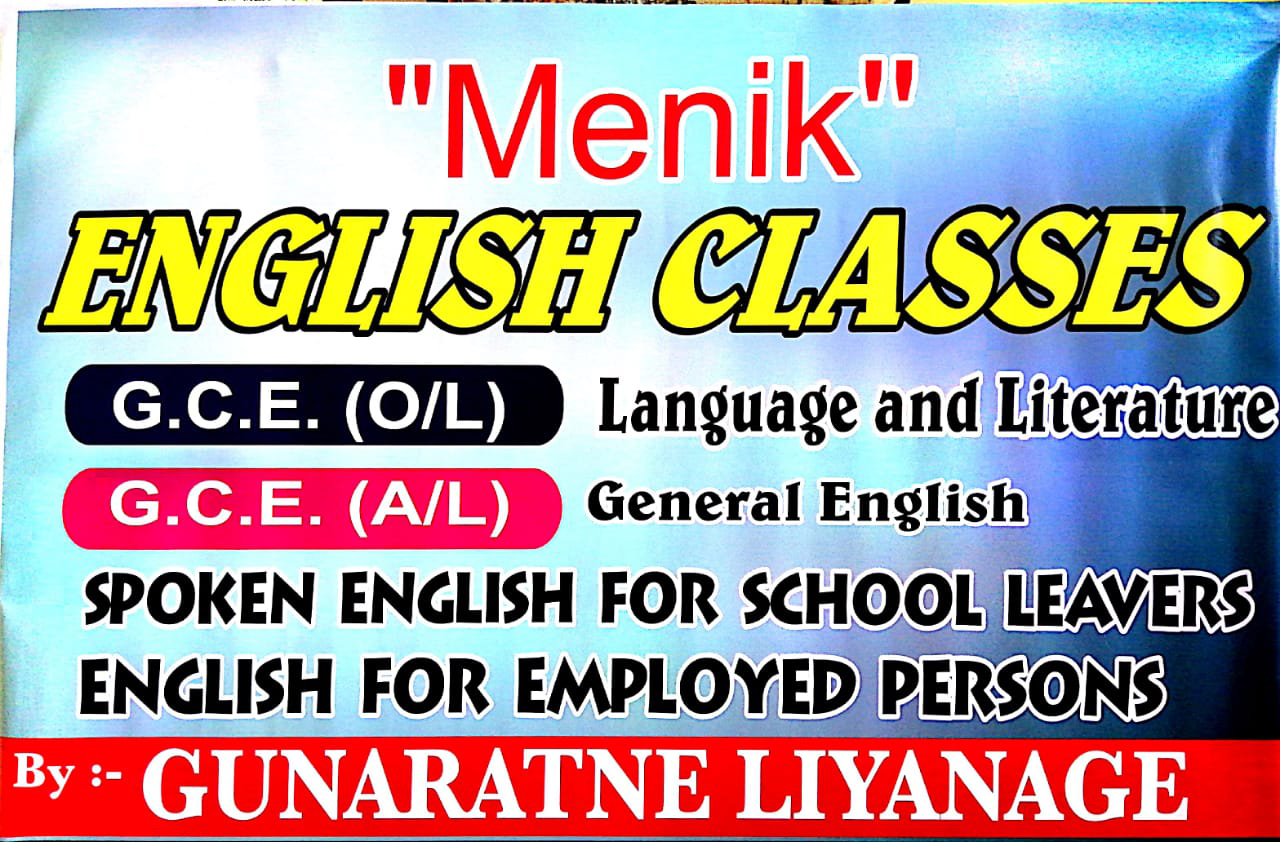 "Menik"
ENGLISH CLASSES
G.C.E. (O/L) Language and Literature
G.C.E. (A/L) General English
SPOKEN ENGLISH FOR SCHOOL LEAVERS
ENGLISH FOR EMPLOYED PERSONS
By :- GUNARATNE LIYANAGE